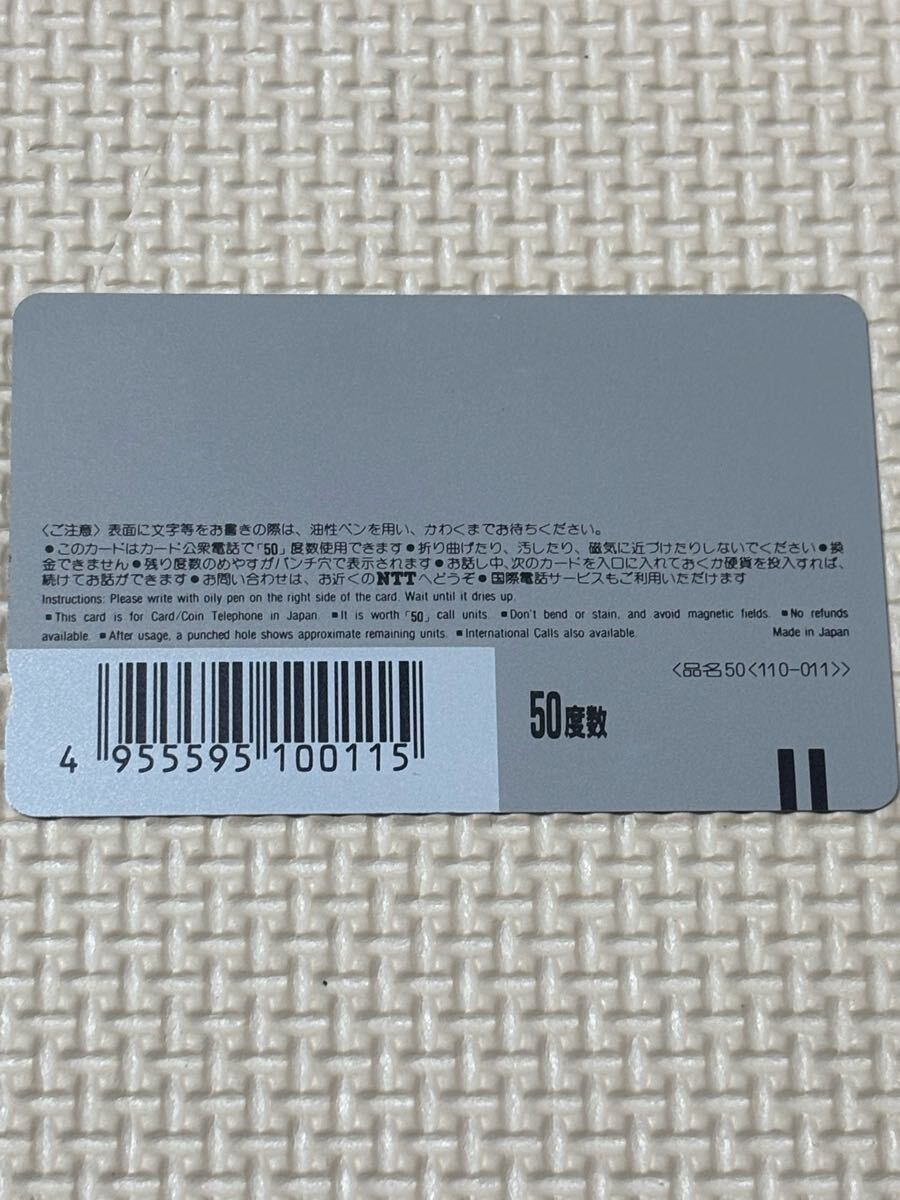 〈ご注意〉表面に文字等をお書きの際は、油性ペンを用い、かわくまでお待ちください。
●このカードはカード公衆電話で「50」度数使用できます●折り曲げたり、汚したり、磁気に近づけたりしないでください●換
金できません●残り度数のめやすがパンチ穴で表示されます●お話し中、次のカードを入口に入れておくか硬貨を投入すれば、
続けてお話ができます●お問い合わせは、お近くのNTTへどうぞ●国際電話サービスもご利用いただけます
Instructions: Please write with oily pen on the right side of the card. Wait until it dries up.
■This card is for Card/Coin Telephone in Japan. ■It is worth「50」call units. ■Don't bend or stain, and avoid magnetic fields. ■No refunds
available. ■After usage, a punched hole shows approximate remaining units. ■International Calls also available. Made in Japan
〈品名50〈110-011〉〉
50度数
4 955595 100115